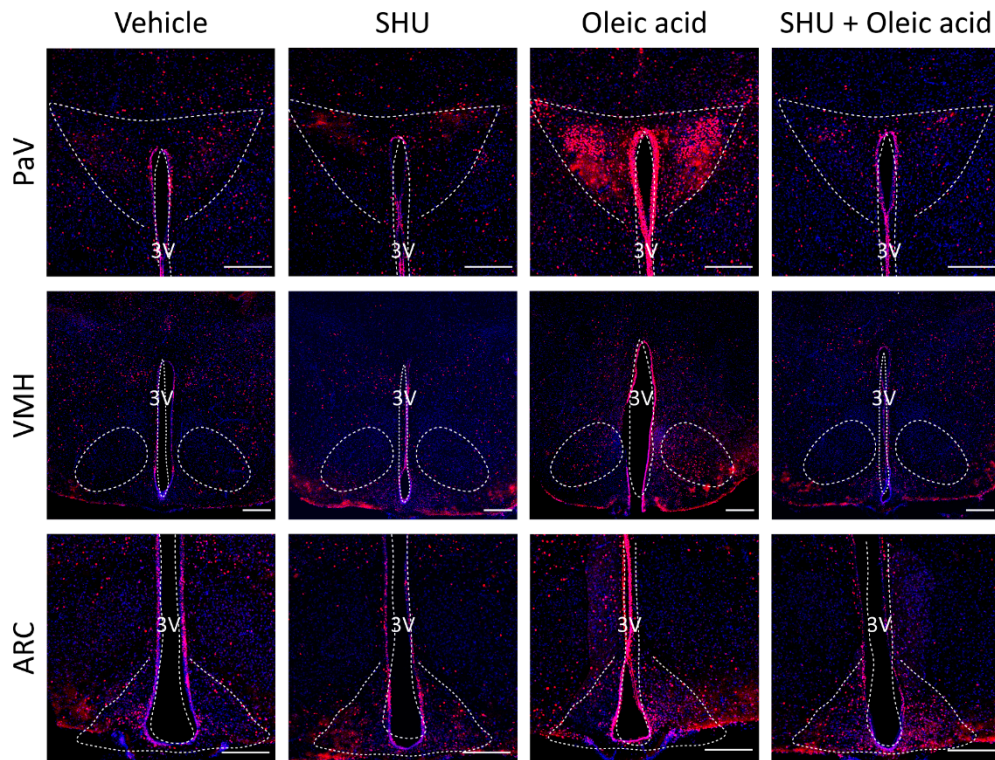 Vehicle SHU Oleic acid SHU + Oleic acid
PaV
3V 3V 3V 3V
VMH
3V 3V 3V 3V
ARC
3V 3V 3V 3V